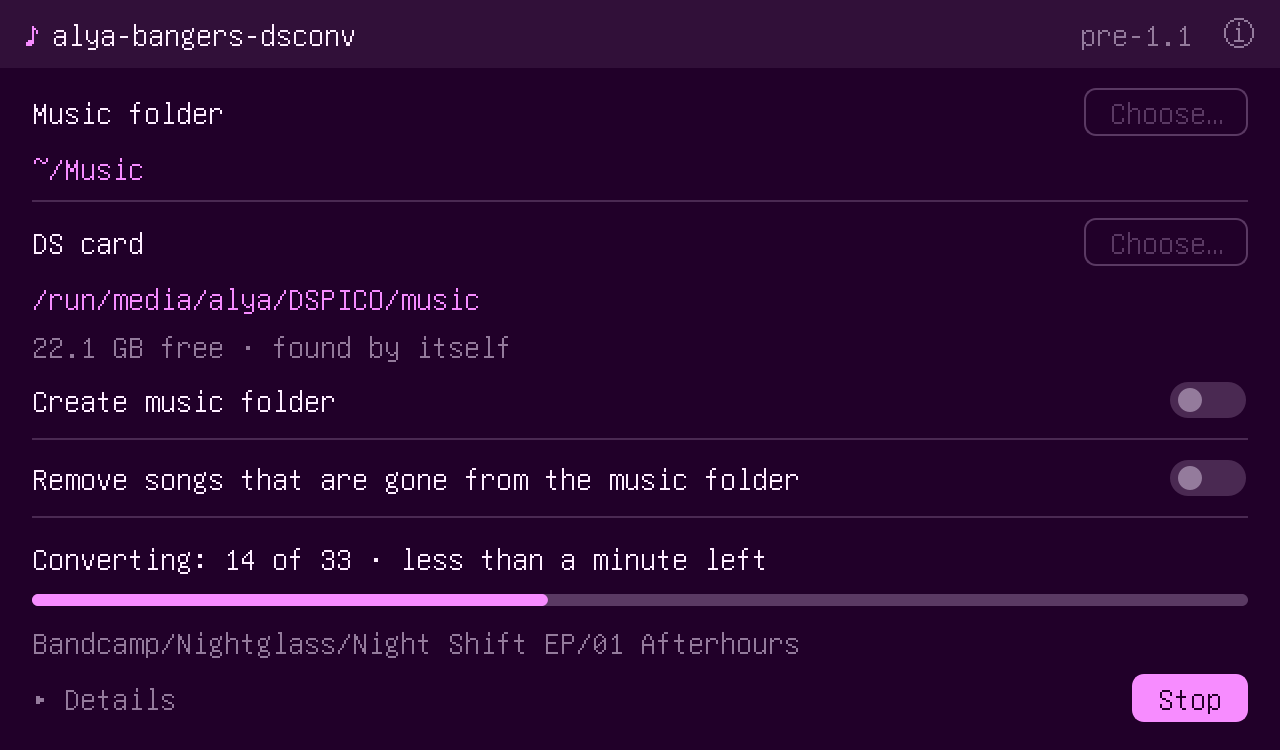 ♪ alya-bangers-dsconv pre-1.1 ⓘ
Music folder Choose…
~/Music
DS card Choose…
/run/media/alya/DSPICO/music
22.1 GB free · found by itself
Create music folder
Remove songs that are gone from the music folder
Converting: 14 of 33 · less than a minute left
Bandcamp/Nightglass/Night Shift EP/01 Afterhours
▸ Details Stop